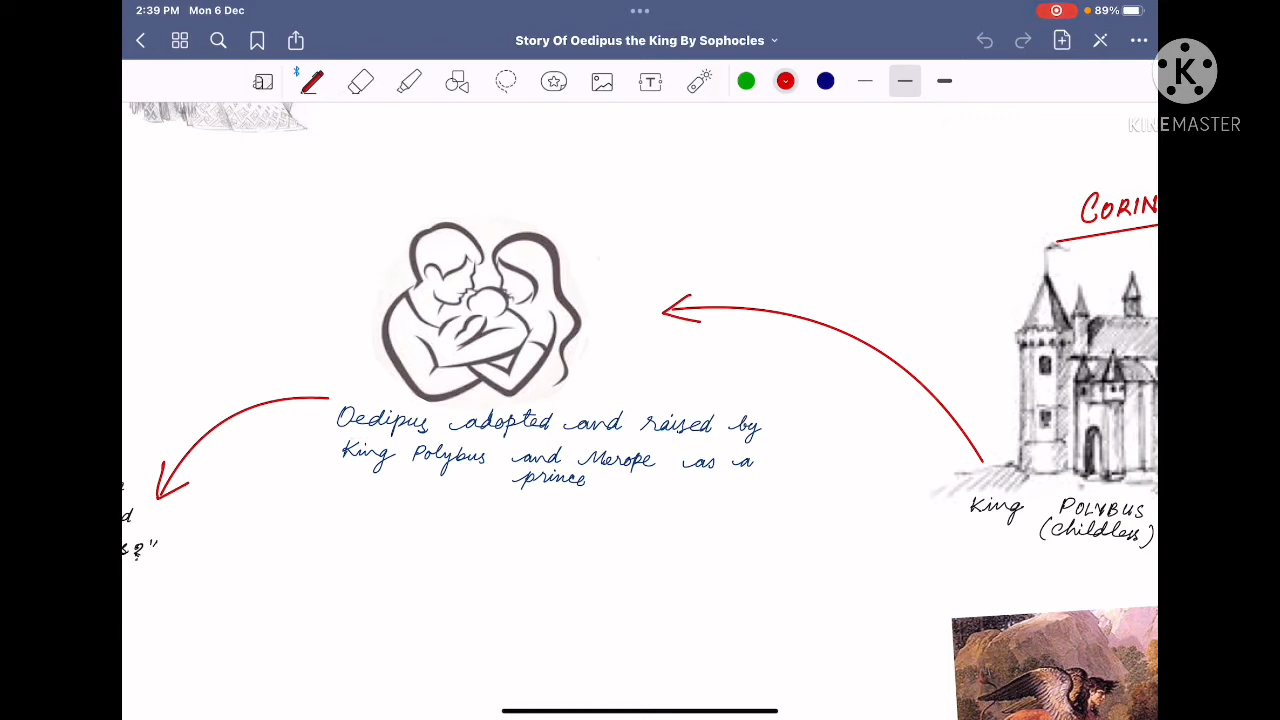 2:39 PM Mon 6 Dec
89%
Story Of Oedipus the King By Sophocles
KINEMASTER
CORIN
Oedipus adopted and raised by
King Polybus and Merope as a
prince
King POLYBUS
(childless)
d
s?"